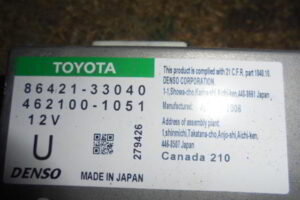 TOYOTA
86421-33040
462100-1051
12V
U
DENSO
MADE IN JAPAN
279426
This product is complied with 21 C.F.R. part 1040.10.
DENSO CORPORATION
1-1, Showa-cho, Kariya-shi, Aichi-ken, 448-8661 Japan
Manufactured:
Address of assembly plant:
1,shinmichi, Takatana-cho, Anjo-shi, Aichi-ken,
446-8507 Japan
Canada 210